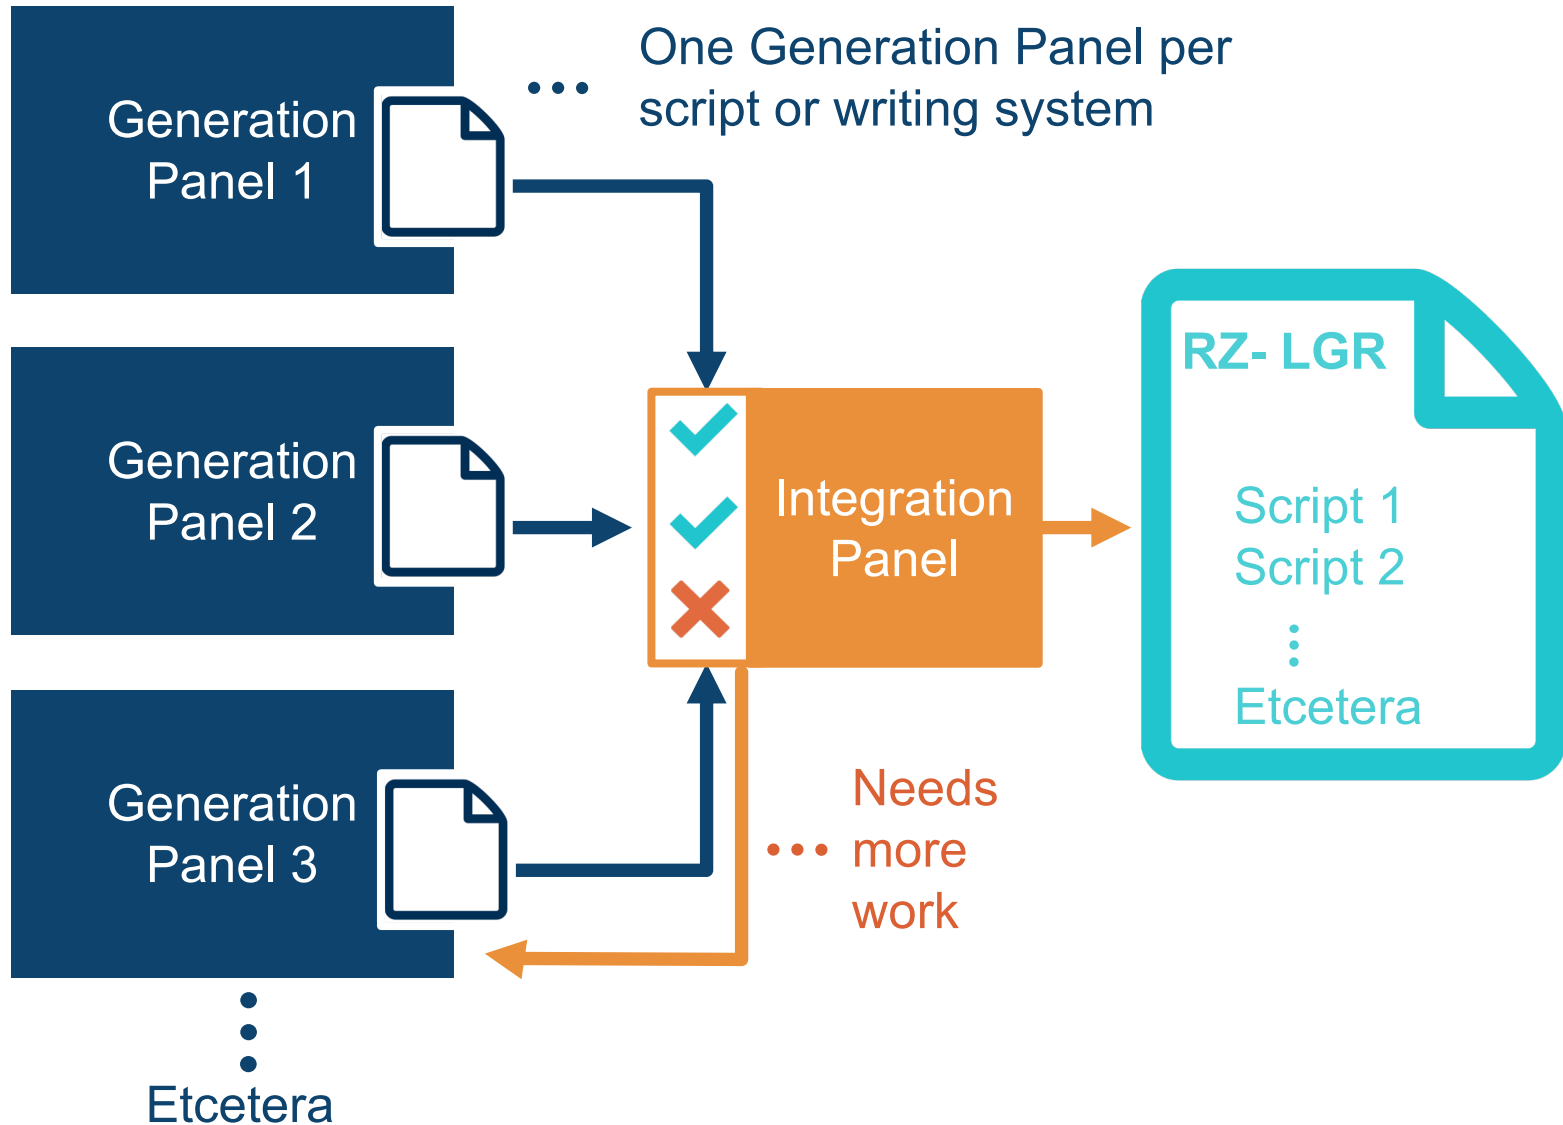 One Generation Panel per
script or writing system
Generation
Panel 1
Generation
Panel 2
Generation
Panel 3
Etcetera
Integration
Panel
Needs
more
work
RZ- LGR
Script 1
Script 2
Etcetera